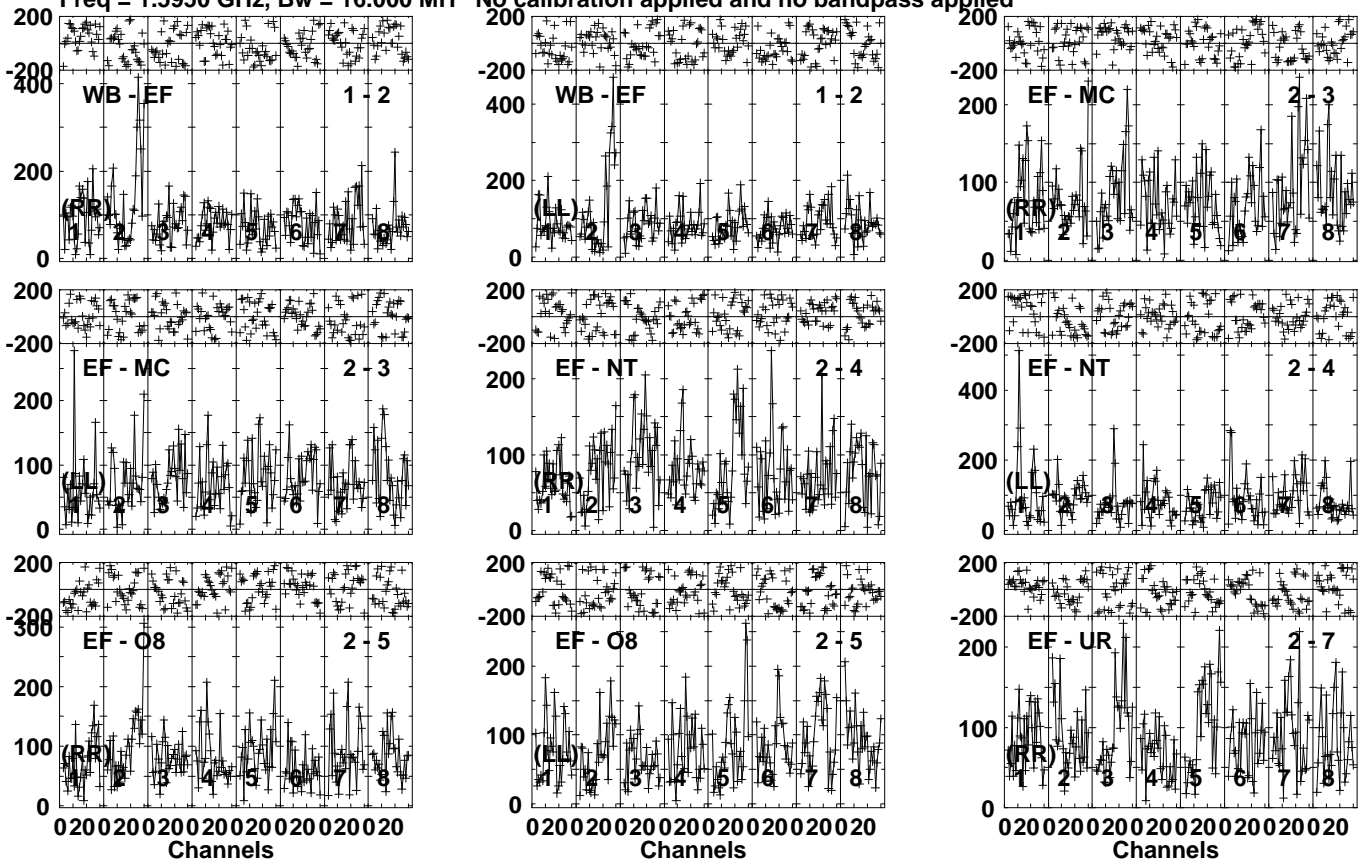 Freq = 1.5950 GHz, Bw = 16.000 MH No calibration applied and no bandpass applied
200 200 200
-200 -200
400 WB - EF 1 - 2 WB - EF 1 - 2 EF - MC 2 - 3
400 200
200 200 100
(RR) (LL) (RR)
1 2 3 4 5 6 7 8 1 2 3 4 5 6 7 8 1 2 3 4 5 6 7 8
0 0 0
200 200 200
-200 -200
EF - MC 2 - 3 EF - NT 2 - 4 EF - NT 2 - 4
200 200 400
100 100 200
(LL) (RR) (LL)
1 2 3 4 5 6 7 8 1 2 3 4 5 6 7 8 1 2 3 4 5 6 7 8
0 0 0
200 200 200
-200 -200
300 EF - O8 2 - 5 EF - O8 2 - 5 EF - UR 2 - 7
200 200 200
100 100 100
(RR) (LL) (RR)
1 2 3 4 5 6 7 8 1 2 3 4 5 6 7 8 1 2 3 4 5 6 7 8
0 0 0
0 20 0 20 0 20 0 20 0 20 0 20 0 20 0 20 0 20 0 20 0 20 0 20 0 20 0 20 0 20 0 20 0 20 0 20 0 20 0 20 0 20 0 20 0 20 0 20
Channels Channels Channels